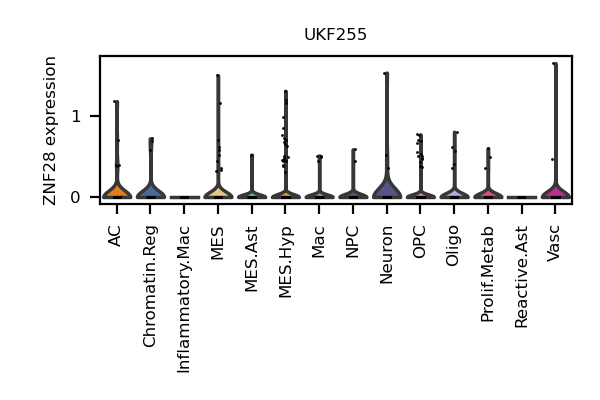 UKF255
ZNF28 expression
1
0
AC
Chromatin.Reg
Inflammatory.Mac
MES
MES.Ast
MES.Hyp
Mac
NPC
Neuron
OPC
Oligo
Prolif.Metab
Reactive.Ast
Vasc